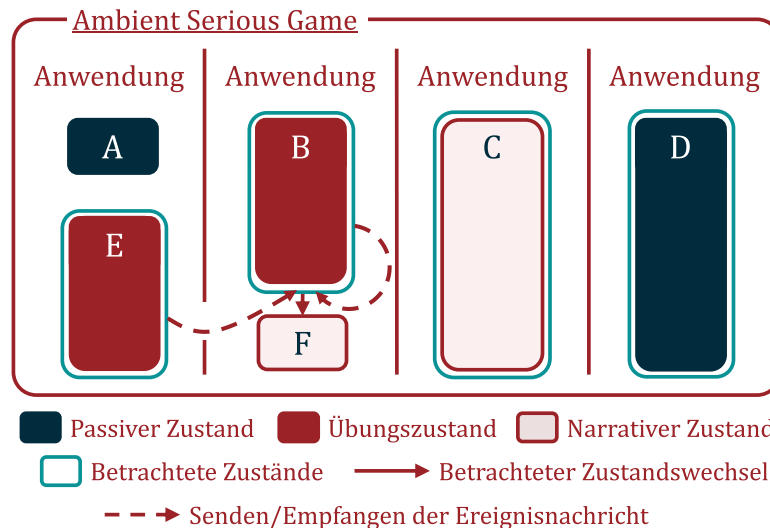 Ambient Serious Game
Anwendung Anwendung Anwendung Anwendung
A B C D
E
F
Passiver Zustand Übungszustand Narrativer Zustand
Betrachtete Zustände Betrachteter Zustandswechsel
Senden/Empfangen der Ereignisnachricht